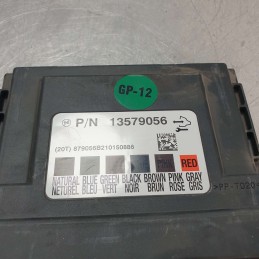 GP-12
P/N 13579056
(20T) 879056B210160886
RED
NATURAL BLUE GREEN BLACK BROWN PINK GRAY
NETUREL BLEU VERT NOIR BRUN ROSE GRIS